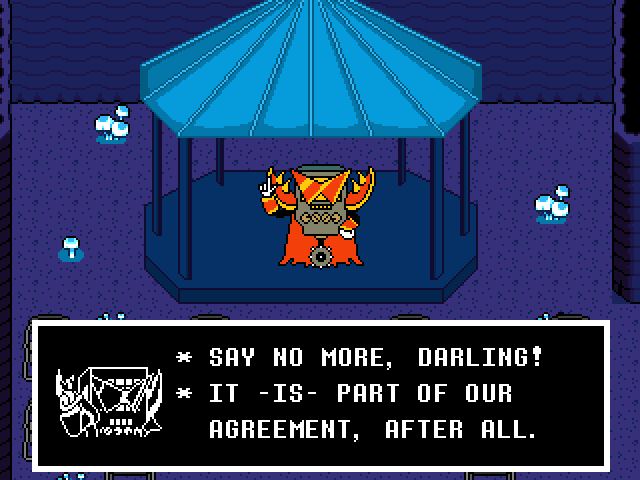 * SAY NO MORE, DARLING!
* IT -IS- PART OF OUR
AGREEMENT, AFTER ALL.